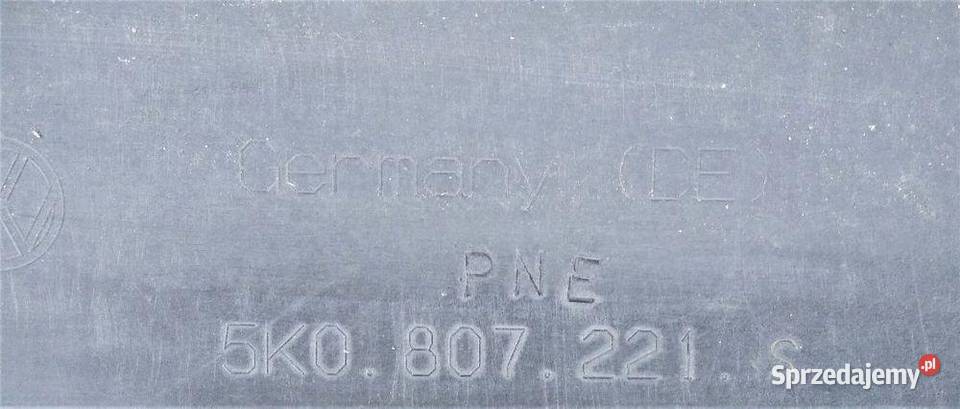 Germany (DE)
PNE
5K0.807.221.S
Sprzedajemy.pl